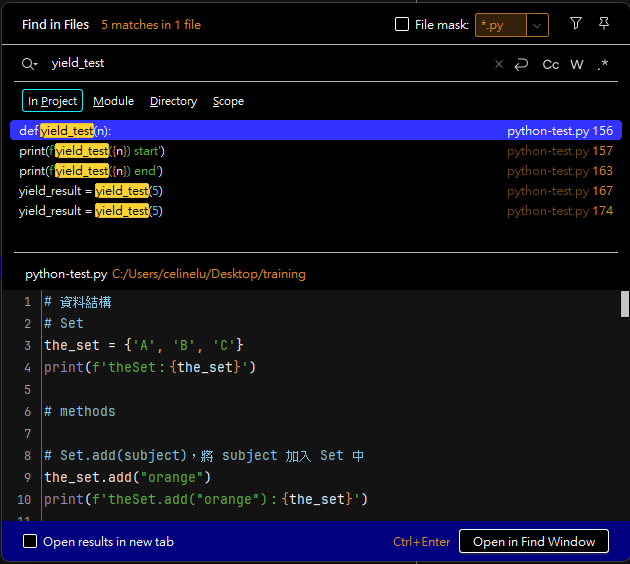 Find in Files 5 matches in 1 file File mask: *.py
yield_test Cc W .*
In Project Module Directory Scope
def yield_test(n): python-test.py 156
print(f'yield_test({n}) start') python-test.py 157
print(f'yield_test({n}) end') python-test.py 163
yield_result = yield_test(5) python-test.py 167
yield_result = yield_test(5) python-test.py 174
python-test.py C:/Users/celinelu/Desktop/training
1 # 資料結構
2 # Set
3 the_set = {'A', 'B', 'C'}
4 print(f'theSet：{the_set}')
5
6 # methods
7
8 # Set.add(subject)，將 subject 加入 Set 中
9 the_set.add("orange")
10 print(f'theSet.add("orange")：{the_set}')
11
Open results in new tab Ctrl+Enter Open in Find Window